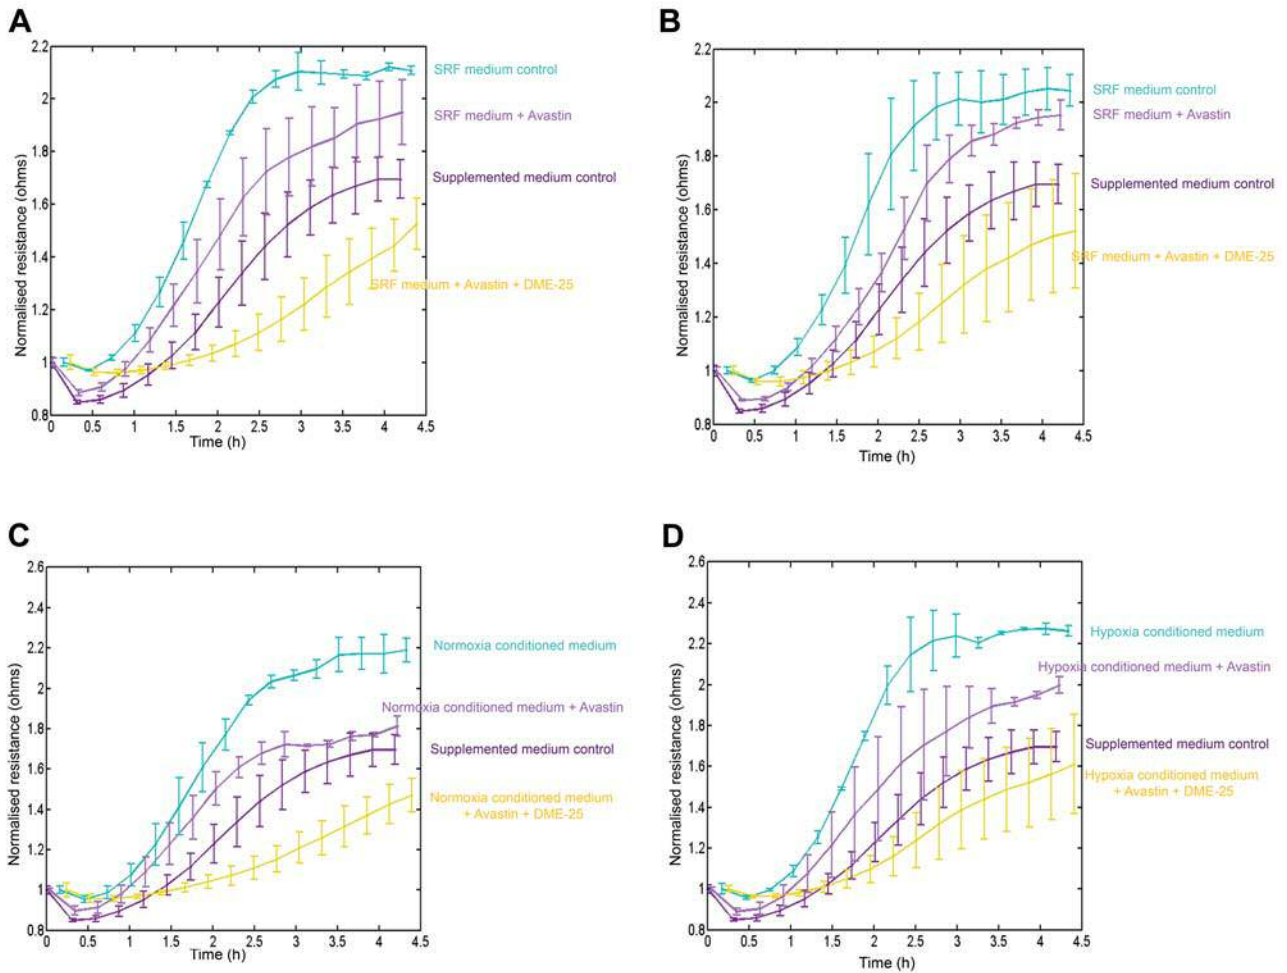 A
2.2
2
1.8
1.6
1.4
1.2
1
0.8
Normalised resistance (ohms)
0 0.5 1 1.5 2 2.5 3 3.5 4 4.5
Time (h)
SRF medium control
SRF medium + Avastin
Supplemented medium control
SRF medium + Avastin + DME-25
B
2.2
2
1.8
1.6
1.4
1.2
1
0.8
Normalised resistance (ohms)
0 0.5 1 1.5 2 2.5 3 3.5 4 4.5
Time (h)
SRF medium control
SRF medium + Avastin
Supplemented medium control
SRF medium + Avastin + DME-25
C
2.6
2.4
2.2
2
1.8
1.6
1.4
1.2
1
0.8
Normalised resistance (ohms)
0 0.5 1 1.5 2 2.5 3 3.5 4 4.5
Time (h)
Normoxia conditioned medium
Normoxia conditioned medium + Avastin
Supplemented medium control
Normoxia conditioned medium
+ Avastin + DME-25
D
2.6
2.4
2.2
2
1.8
1.6
1.4
1.2
1
0.8
Normalised resistance (ohms)
0 0.5 1 1.5 2 2.5 3 3.5 4 4.5
Time (h)
Hypoxia conditioned medium
Hypoxia conditioned medium + Avastin
Supplemented medium control
Hypoxia conditioned medium
+ Avastin + DME-25